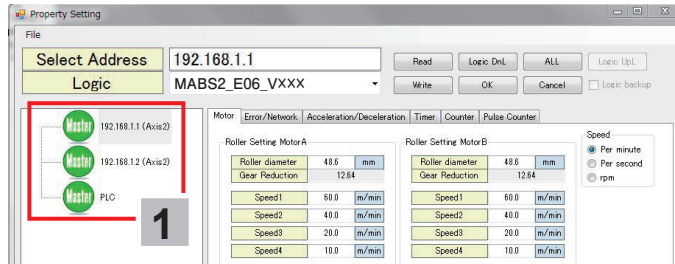 Property Setting
File
Select Address 192.168.1.1 Read Logic DnL ALL Logic UpL
Logic MABS2_E06_VXXX Write OK Cancel Logic backup
Motor Error/Network Acceleration/Deceleration Timer Counter Pulse Counter
Master 192.168.1.1 (Axis2)
Master 192.168.1.2 (Axis2)
Master PLC
1
Roller Setting MotorA
Roller diameter 48.6 mm
Gear Reduction 12.64
Speed1 60.0 m/min
Speed2 40.0 m/min
Speed3 20.0 m/min
Speed4 10.0 m/min
Roller Setting MotorB
Roller diameter 48.6 mm
Gear Reduction 12.64
Speed1 60.0 m/min
Speed2 40.0 m/min
Speed3 20.0 m/min
Speed4 10.0 m/min
Speed
Per minute
Per second
rpm